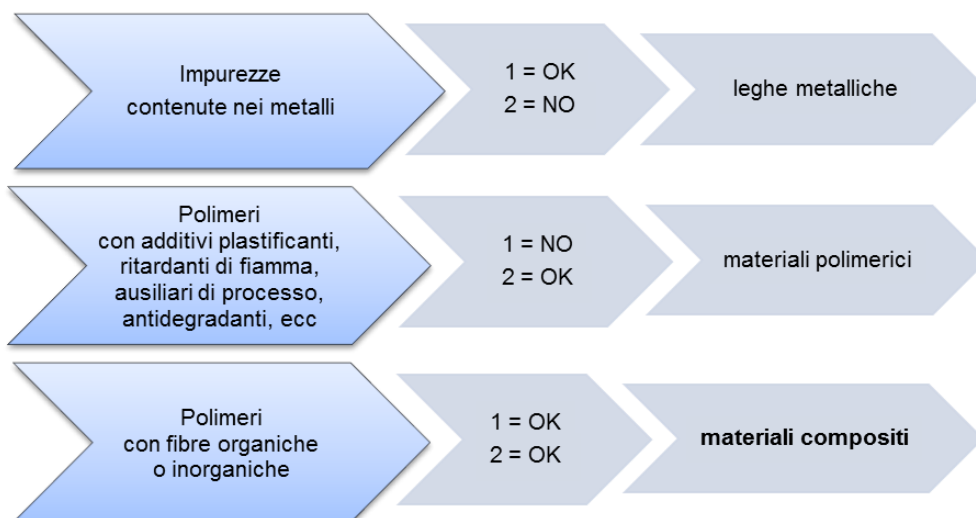 Impurezze
contenute nei metalli
1 = OK
2 = NO
leghe metalliche
Polimeri
con additivi plastificanti,
ritardanti di fiamma,
ausiliari di processo,
antidegradanti, ecc
1 = NO
2 = OK
materiali polimerici
Polimeri
con fibre organiche
o inorganiche
1 = OK
2 = OK
materiali compositi